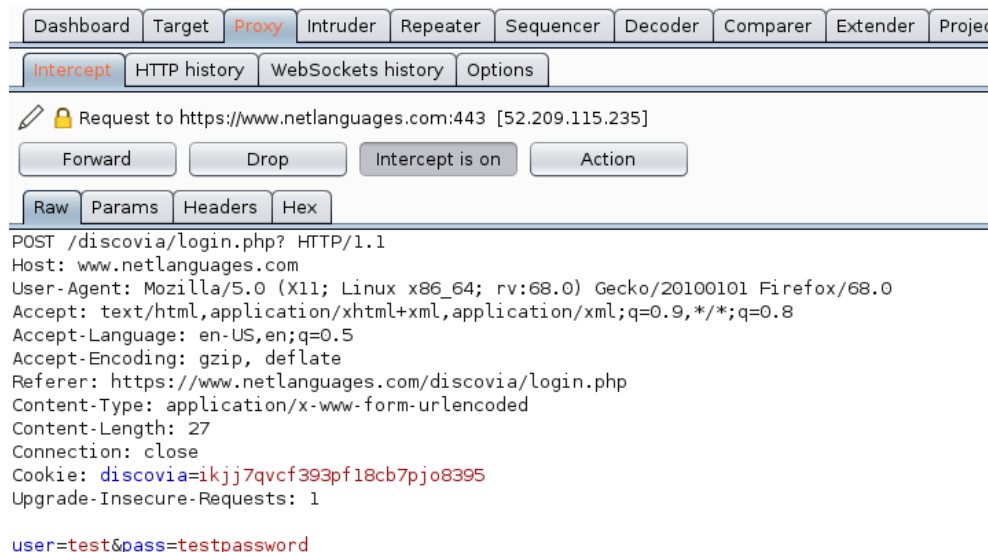 Dashboard Target Proxy Intruder Repeater Sequencer Decoder Comparer Extender Projec
Intercept HTTP history WebSockets history Options
Request to https://www.netlanguages.com:443 [52.209.115.235]
Forward Drop Intercept is on Action
Raw Params Headers Hex
POST /discovia/login.php? HTTP/1.1
Host: www.netlanguages.com
User-Agent: Mozilla/5.0 (X11; Linux x86_64; rv:68.0) Gecko/20100101 Firefox/68.0
Accept: text/html,application/xhtml+xml,application/xml;q=0.9,*/*;q=0.8
Accept-Language: en-US,en;q=0.5
Accept-Encoding: gzip, deflate
Referer: https://www.netlanguages.com/discovia/login.php
Content-Type: application/x-www-form-urlencoded
Content-Length: 27
Connection: close
Cookie: discovia=ikjj7qvcf393pf18cb7pjo8395
Upgrade-Insecure-Requests: 1
user=test&pass=testpassword